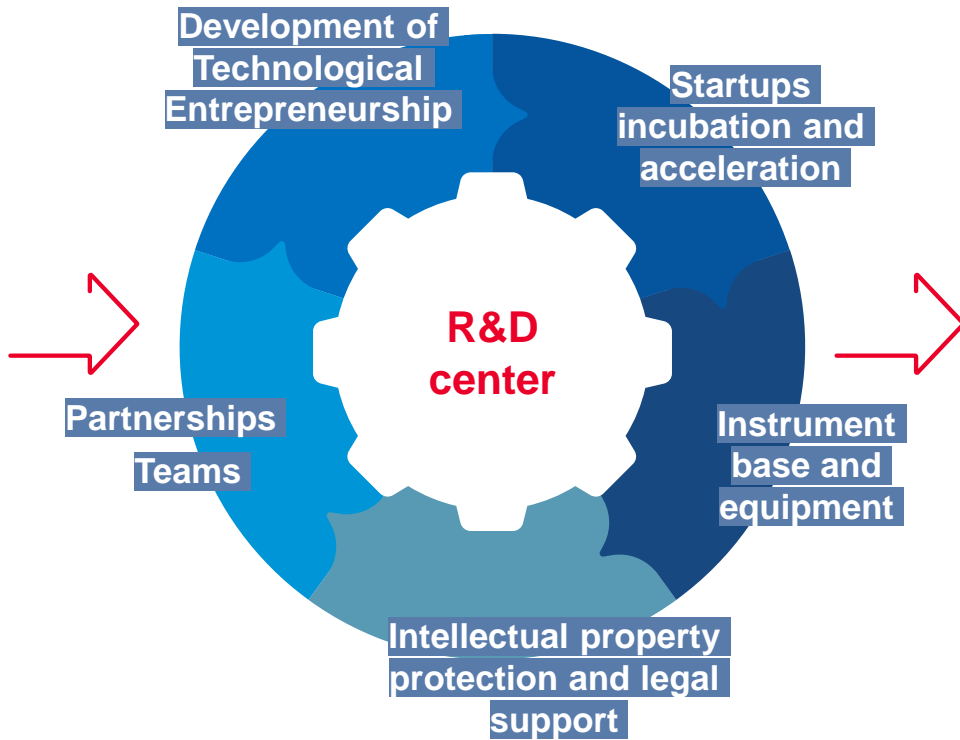 Development of
Technological
Entrepreneurship
Startups
incubation and
acceleration
R&D
center
Partnerships
Teams
Instrument
base and
equipment
Intellectual property
protection and legal
support